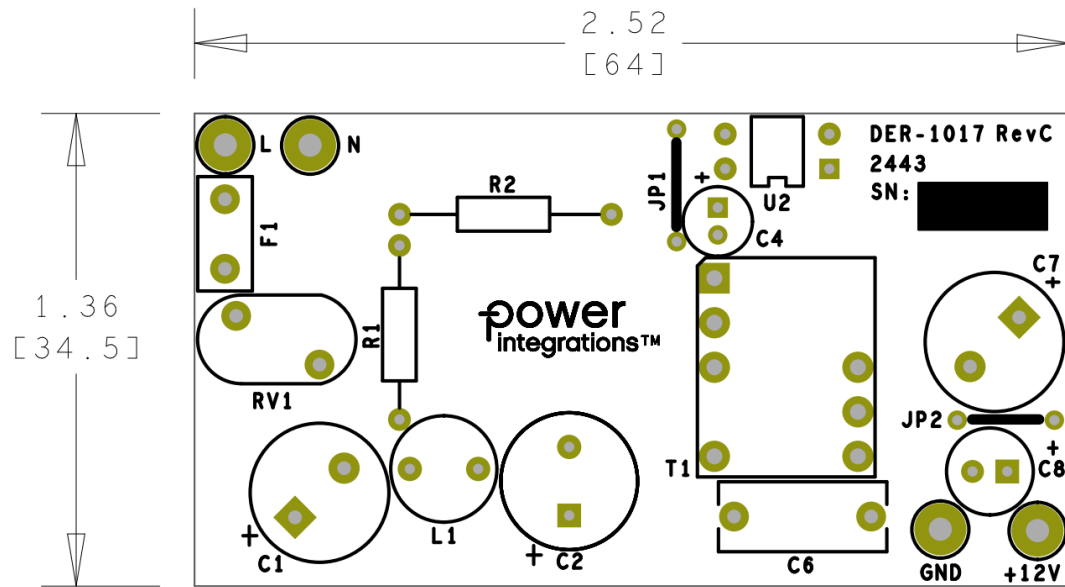 2.52
[64]
L
N
DER-1017 RevC
2443
SN:
R2
JP1
+
U2
C4
F1
C7
+
1.36
[34.5]
R1
power
integrations™
RV1
JP2
+
T1
C8
+
C1
L1
+
C2
C6
GND
+12V